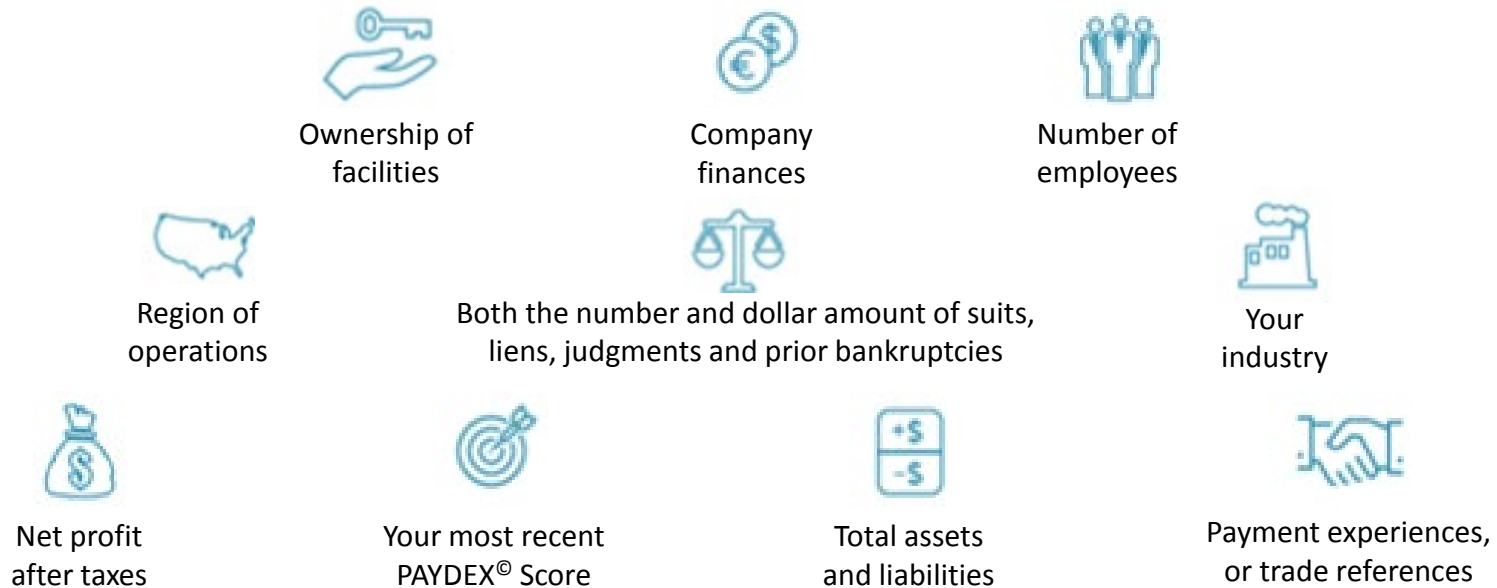 $
€
Ownership of
facilities
Company
finances
Number of
employees
Region of
operations
Both the number and dollar amount of suits,
liens, judgments and prior bankruptcies
Your
industry
$
+$
-$
Net profit
after taxes
Your most recent
PAYDEX© Score
Total assets
and liabilities
Payment experiences,
or trade references